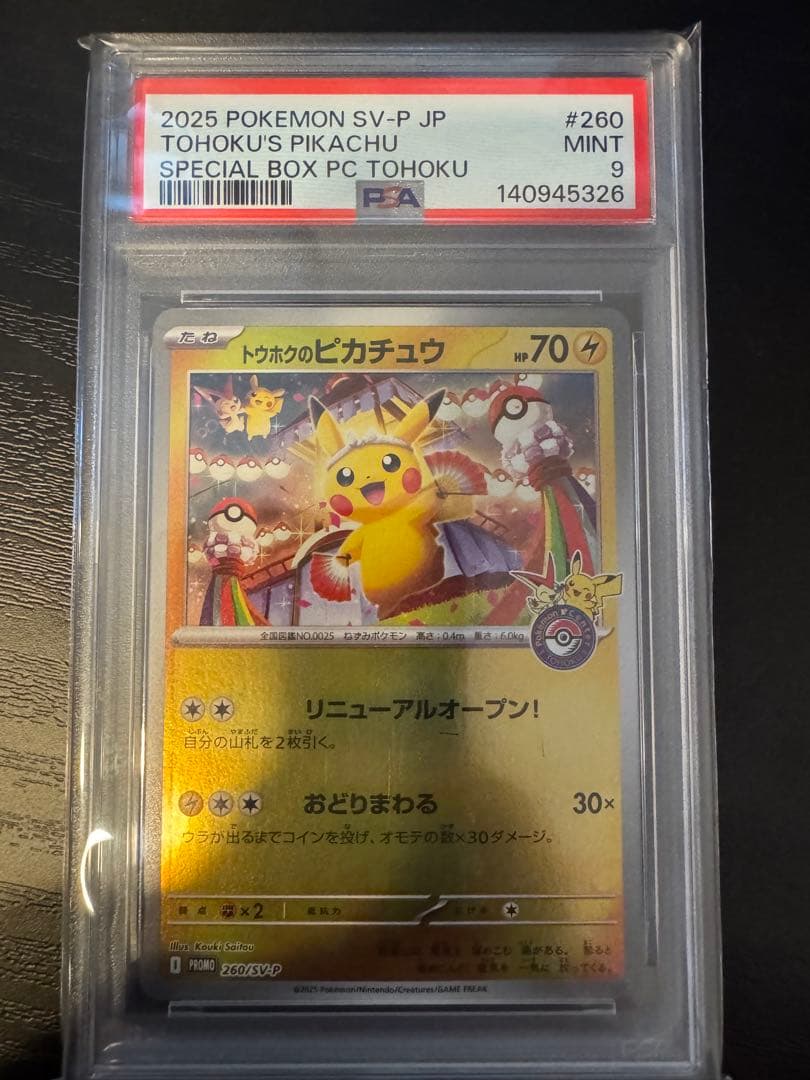 2025 POKEMON SV-P JP #260
TOHOKU'S PIKACHU MINT
SPECIAL BOX PC TOHOKU 9
PSA 140945326
たね トウホクのピカチュウ HP70
Pokémon Center
TOHOKU
全国図鑑NO.0025 ねずみポケモン 高さ:0.4m 重さ:6.0kg
リニューアルオープン!
自分の山札を2枚引く。
おどりまわる 30×
ウラが出るまでコインを投げ、オモテの数×30ダメージ。
弱点 ×2 抵抗力 にげる
Illus. Kouki Saitou
PROMO 260/SV-P
©2025 Pokémon/Nintendo/Creatures/GAME FREAK